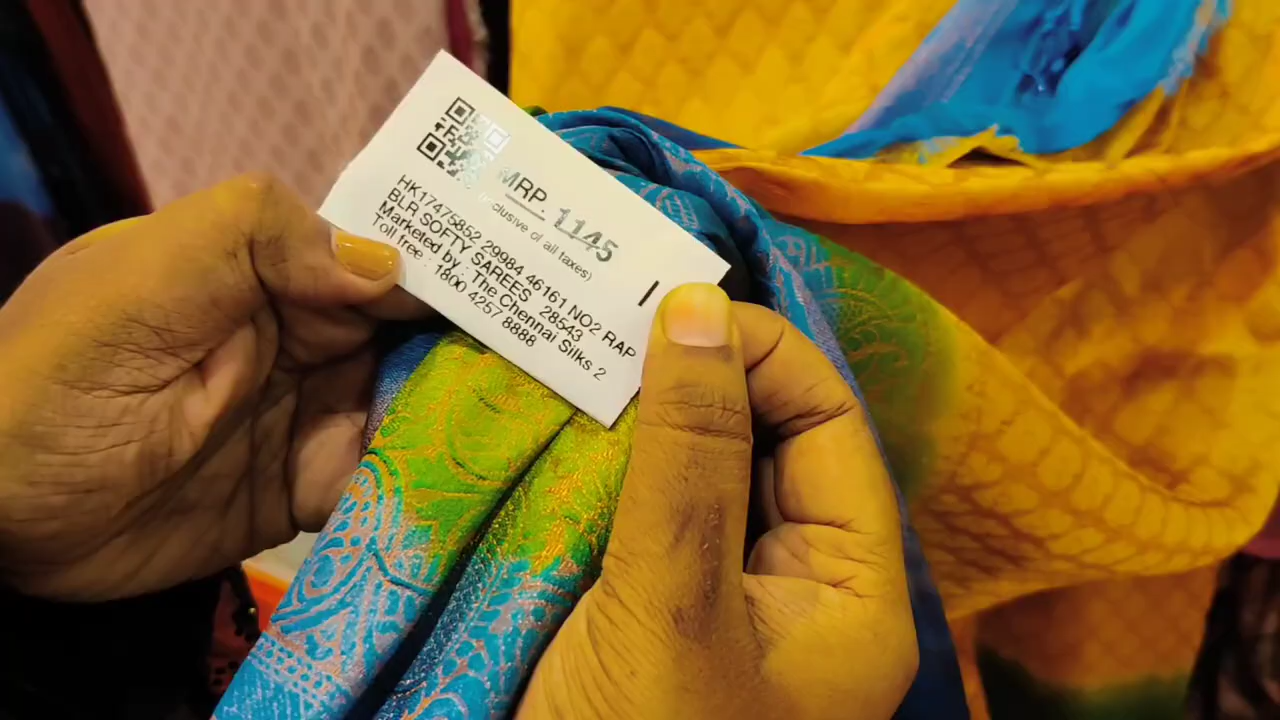 MRP. 1145
(Inclusive of all taxes)
HK17475852 29984 46161 NO2 RAP
BLR SOFTY SAREES 28543
Marketed by : The Chennai Silks 2
Toll free : 1800 4257 8888